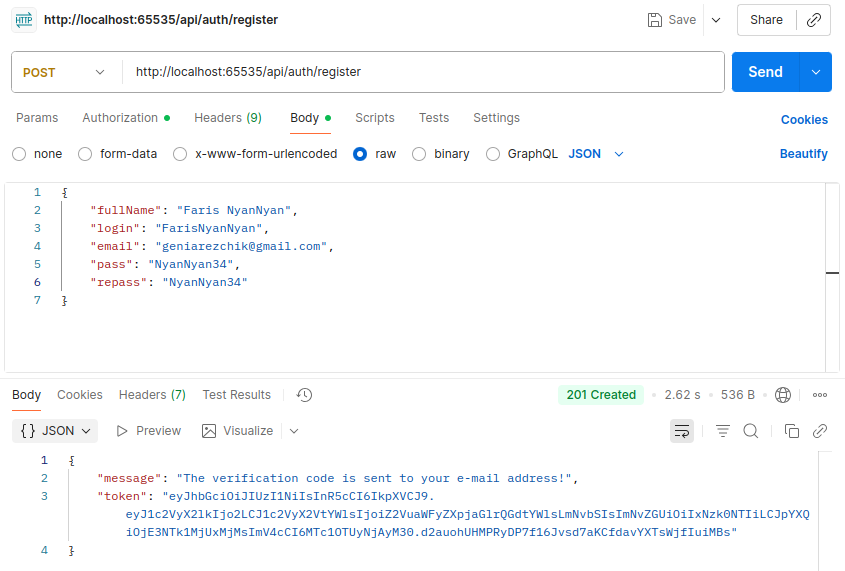 HTTP http://localhost:65535/api/auth/register Save Share
POST http://localhost:65535/api/auth/register Send
Params Authorization Headers (9) Body Scripts Tests Settings Cookies
none form-data x-www-form-urlencoded raw binary GraphQL JSON Beautify
1 {
2 "fullName": "Faris NyanNyan",
3 "login": "FarisNyanNyan",
4 "email": "geniarezchik@gmail.com",
5 "pass": "NyanNyan34",
6 "repass": "NyanNyan34"
7 }
Body Cookies Headers (7) Test Results 201 Created 2.62 s 536 B
{} JSON Preview Visualize
1 {
2 "message": "The verification code is sent to your e-mail address!",
3 "token": "eyJhbGciOiJIUzI1NiIsInR5cCI6IkpXVCJ9.
eyJ1c2VyX2lkIjo2LCJ1c2VyX2VtYWlsIjoiZ2VuaWFyZXpjaGlrQGdtYWlsLmNvbSIsImNvZGUiOiIxNzk0NTIiLCJpYXQ
iOjE3NTk1MjUxMjMsImV4cCI6MTc1OTUyNjAyM30.d2auohUHMPRyDP7f16Jvsd7aKCfdavYXTsWjfIuiMBs"
4 }